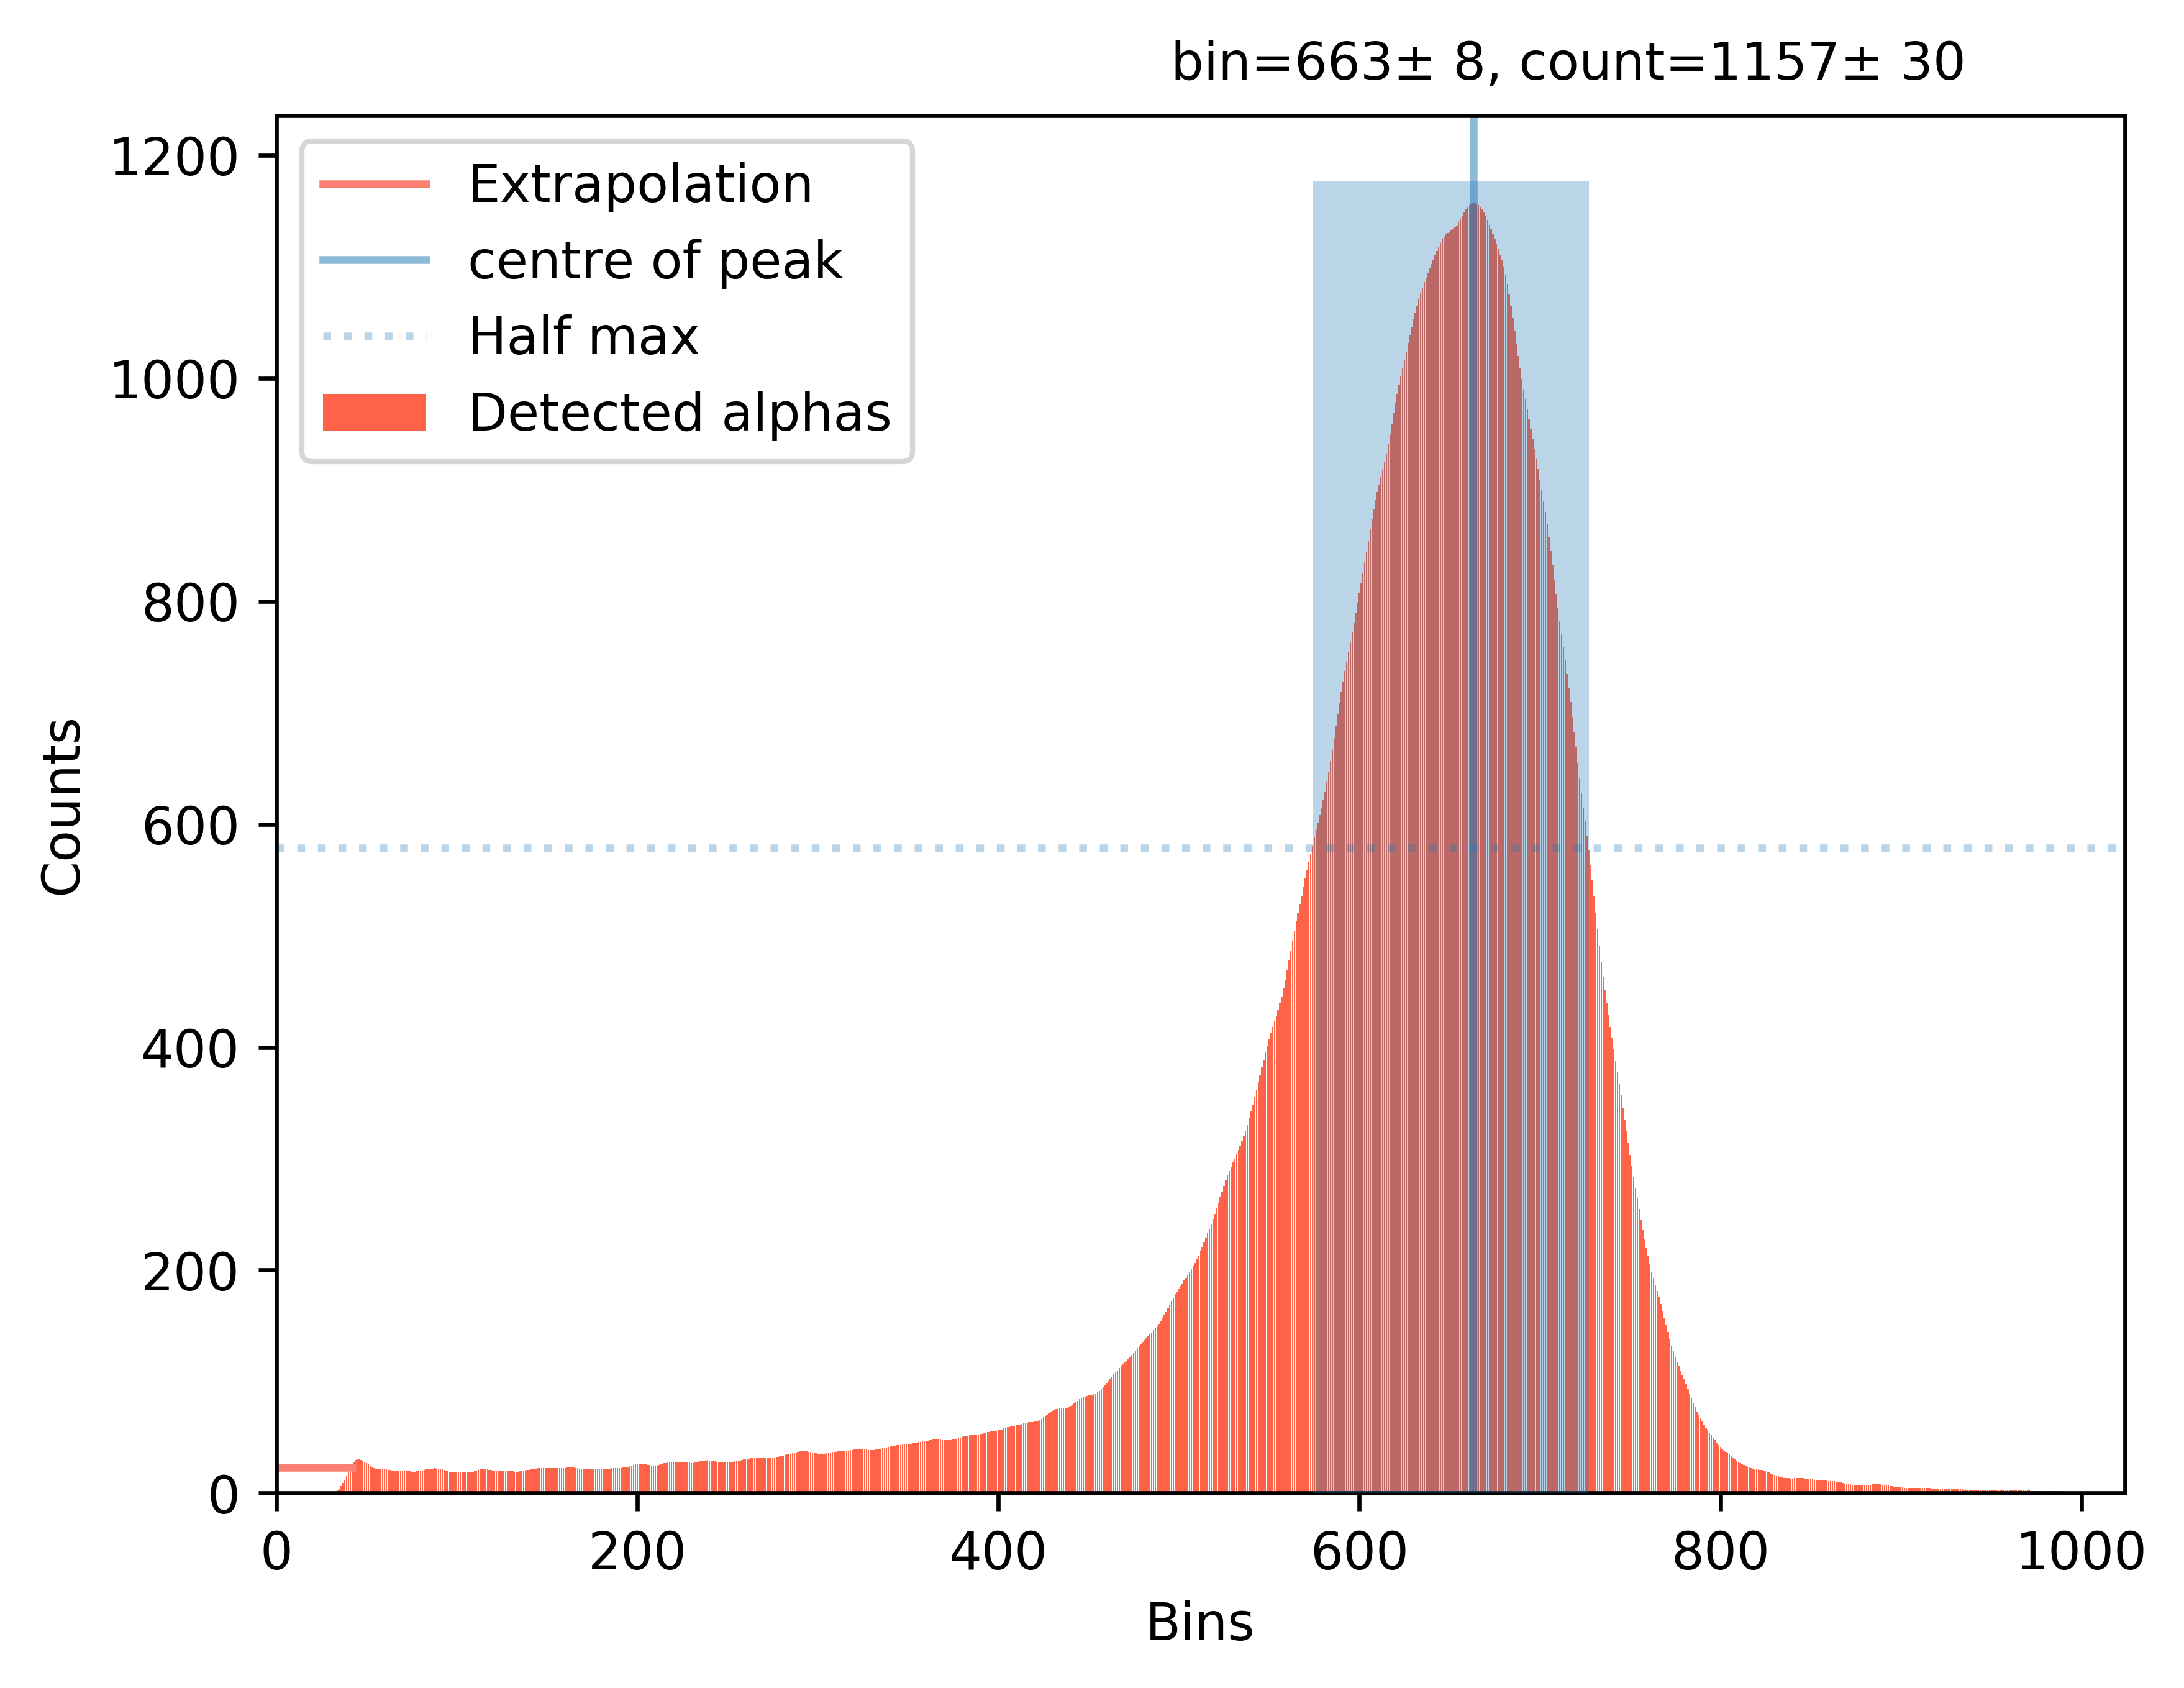 bin=663± 8, count=1157± 30
1200
1000
800
600
400
200
0
Counts
Extrapolation
centre of peak
Half max
Detected alphas
0 200 400 600 800 1000
Bins